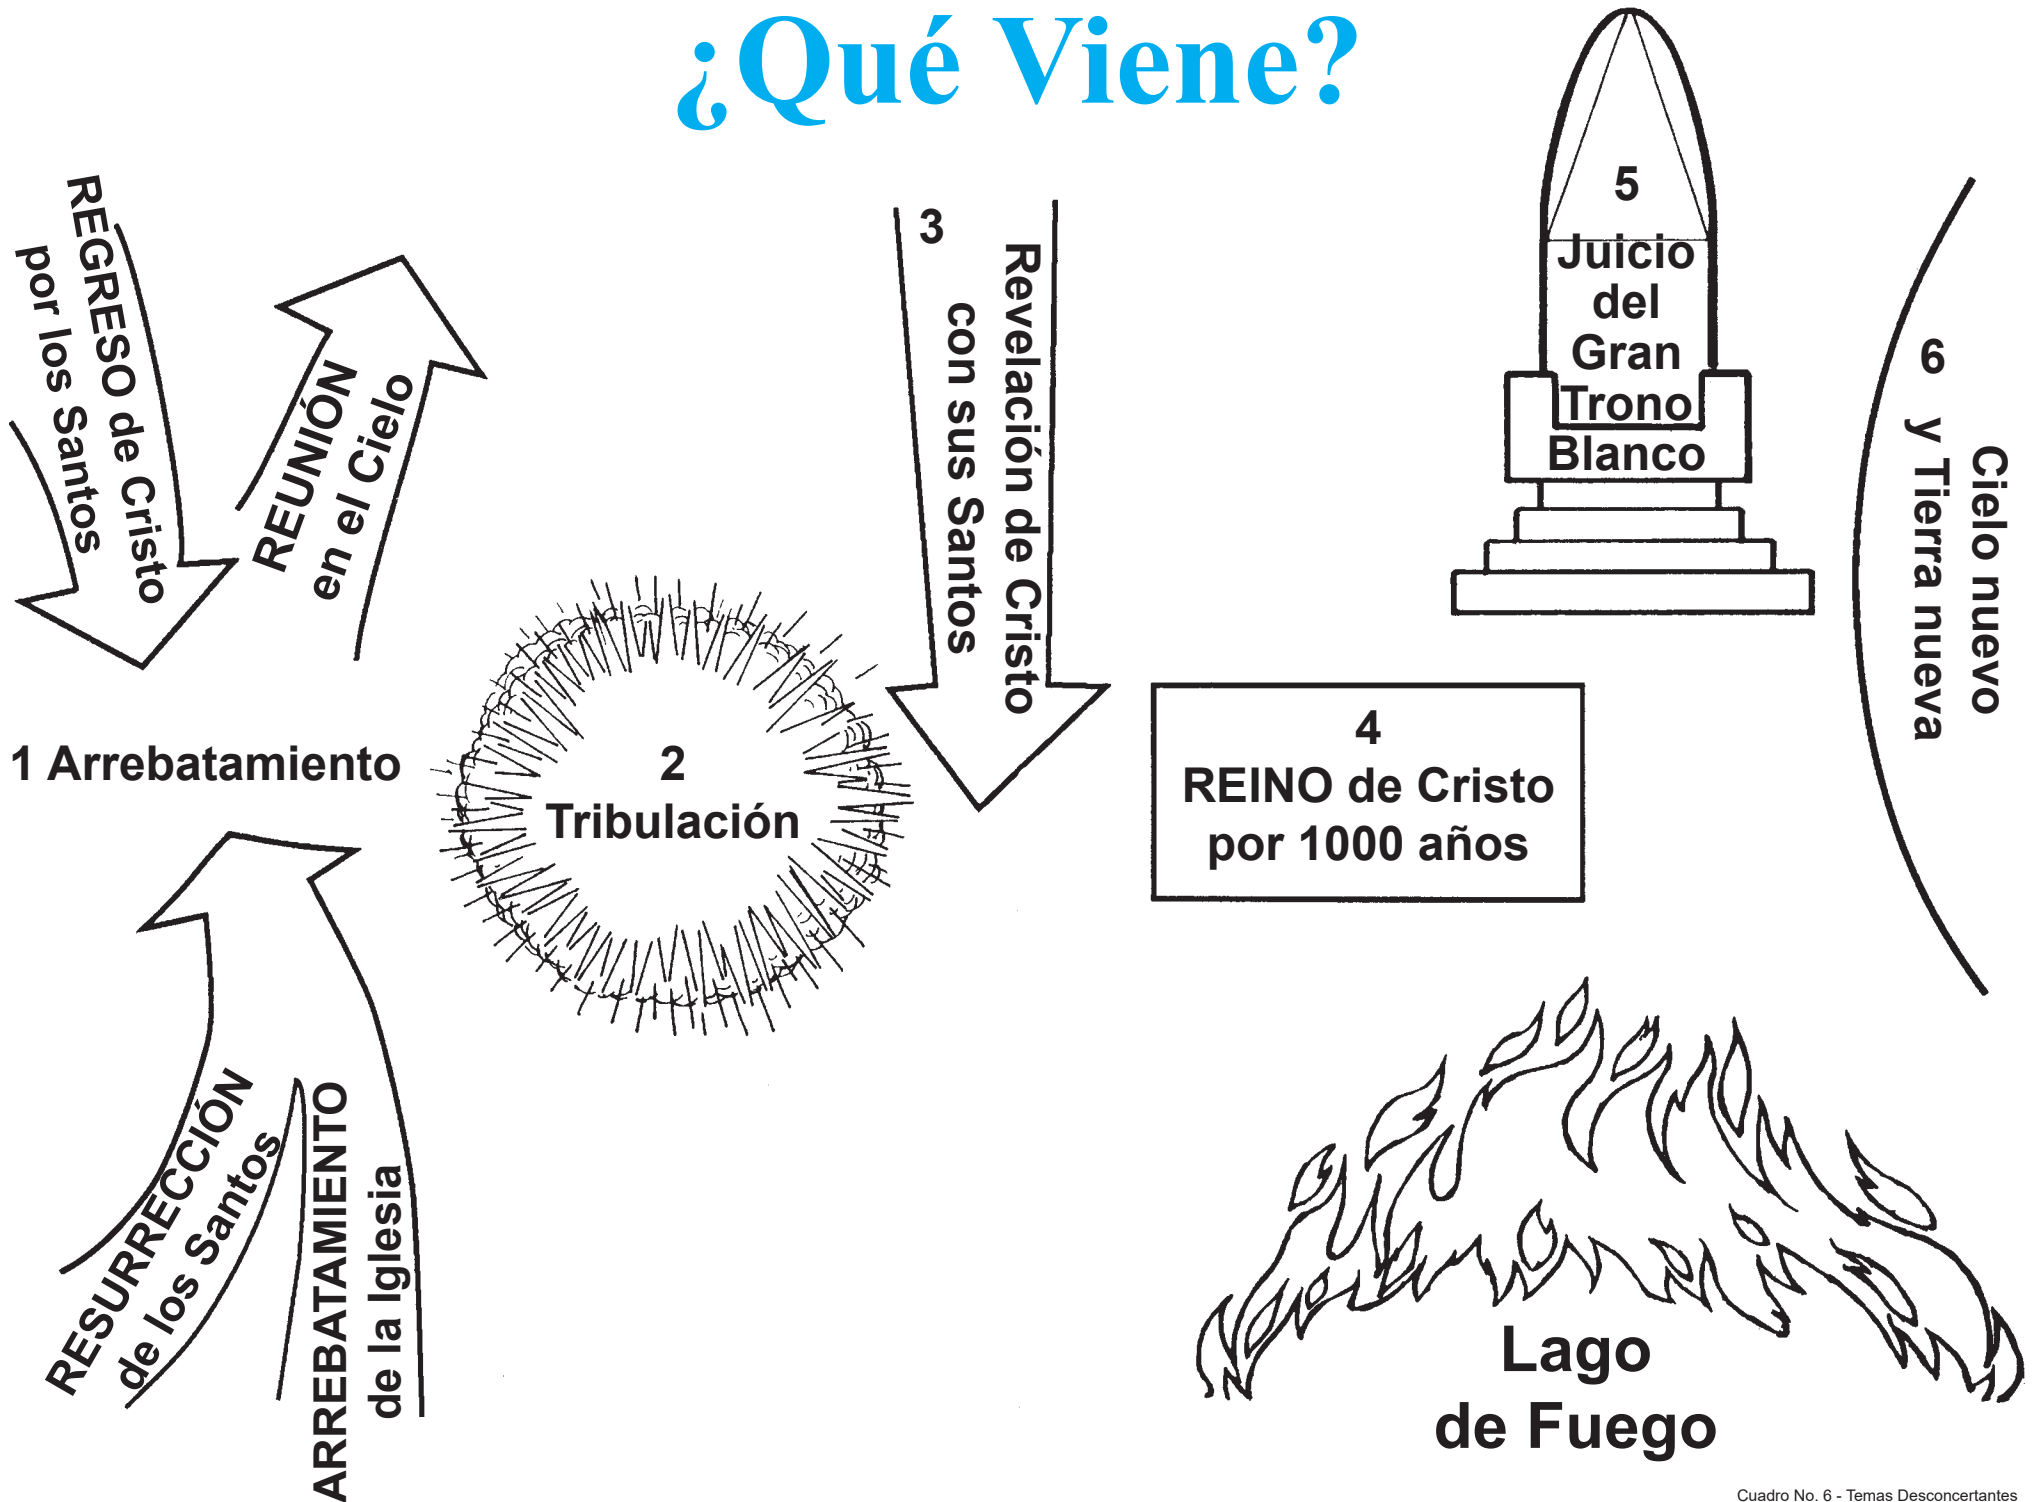 ¿Qué Viene?
REGRESO de Cristo
por los Santos
REUNIÓN
en el Cielo
1 Arrebatamiento
RESURRECCIÓN
de los Santos
ARREBATAMIENTO
de la Iglesia
2
Tribulación
3
Revelación de Cristo
con sus Santos
4
REINO de Cristo
por 1000 años
5
Juicio
del
Gran
Trono
Blanco
6
Cielo nuevo
y Tierra nueva
Lago
de Fuego
Cuadro No. 6 - Temas Desconcertantes